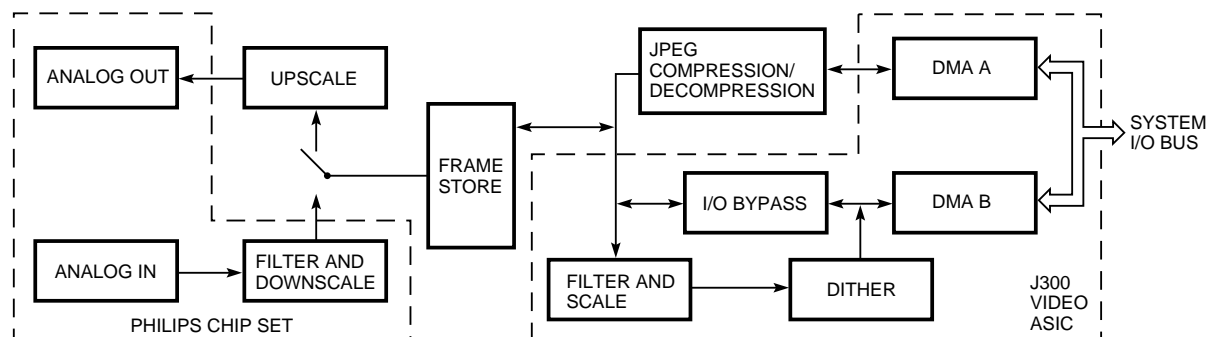 ANALOG OUT
UPSCALE
JPEG
COMPRESSION/
DECOMPRESSION
DMA A
SYSTEM
I/O BUS
FRAME
STORE
I/O BYPASS
DMA B
ANALOG IN
FILTER AND
DOWNSCALE
FILTER AND
SCALE
DITHER
J300
VIDEO
ASIC
PHILIPS CHIP SET